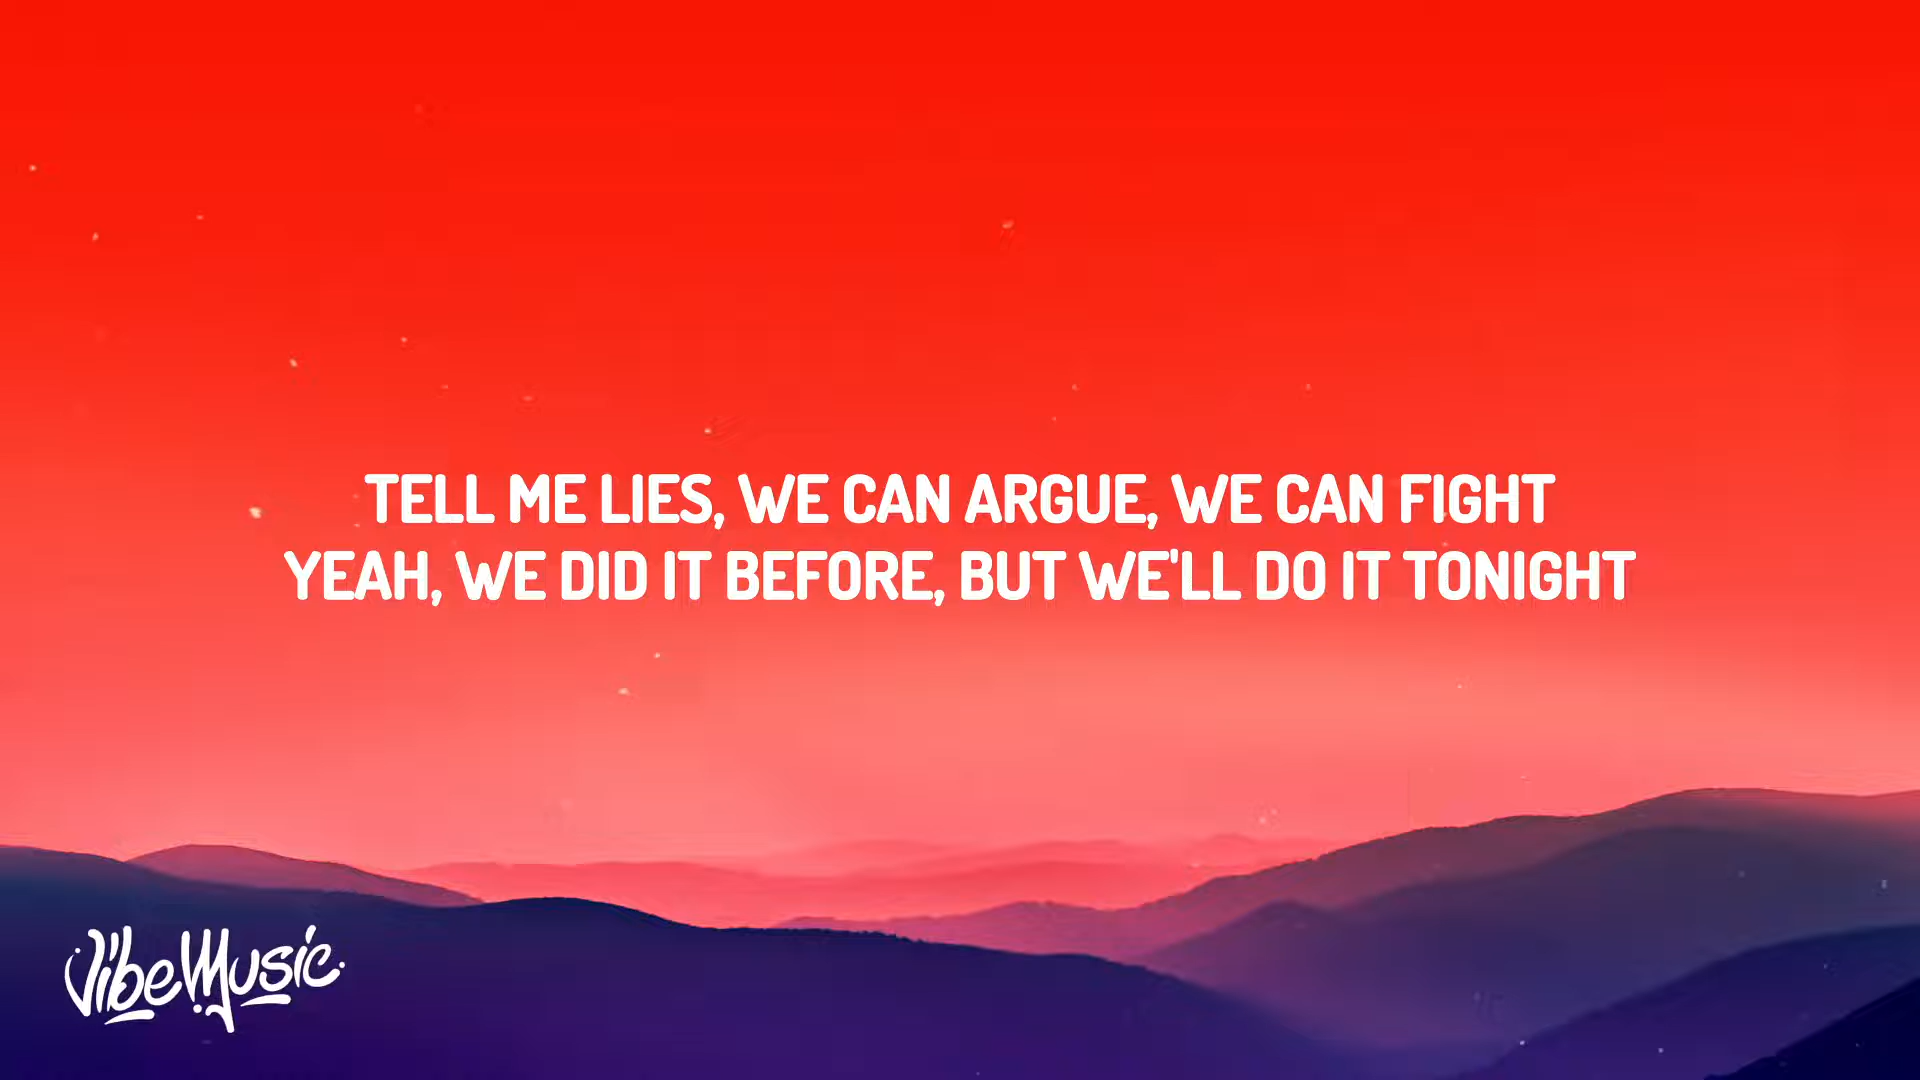 TELL ME LIES, WE CAN ARGUE, WE CAN FIGHT
YEAH, WE DID IT BEFORE, BUT WE'LL DO IT TONIGHT
VibeMusic